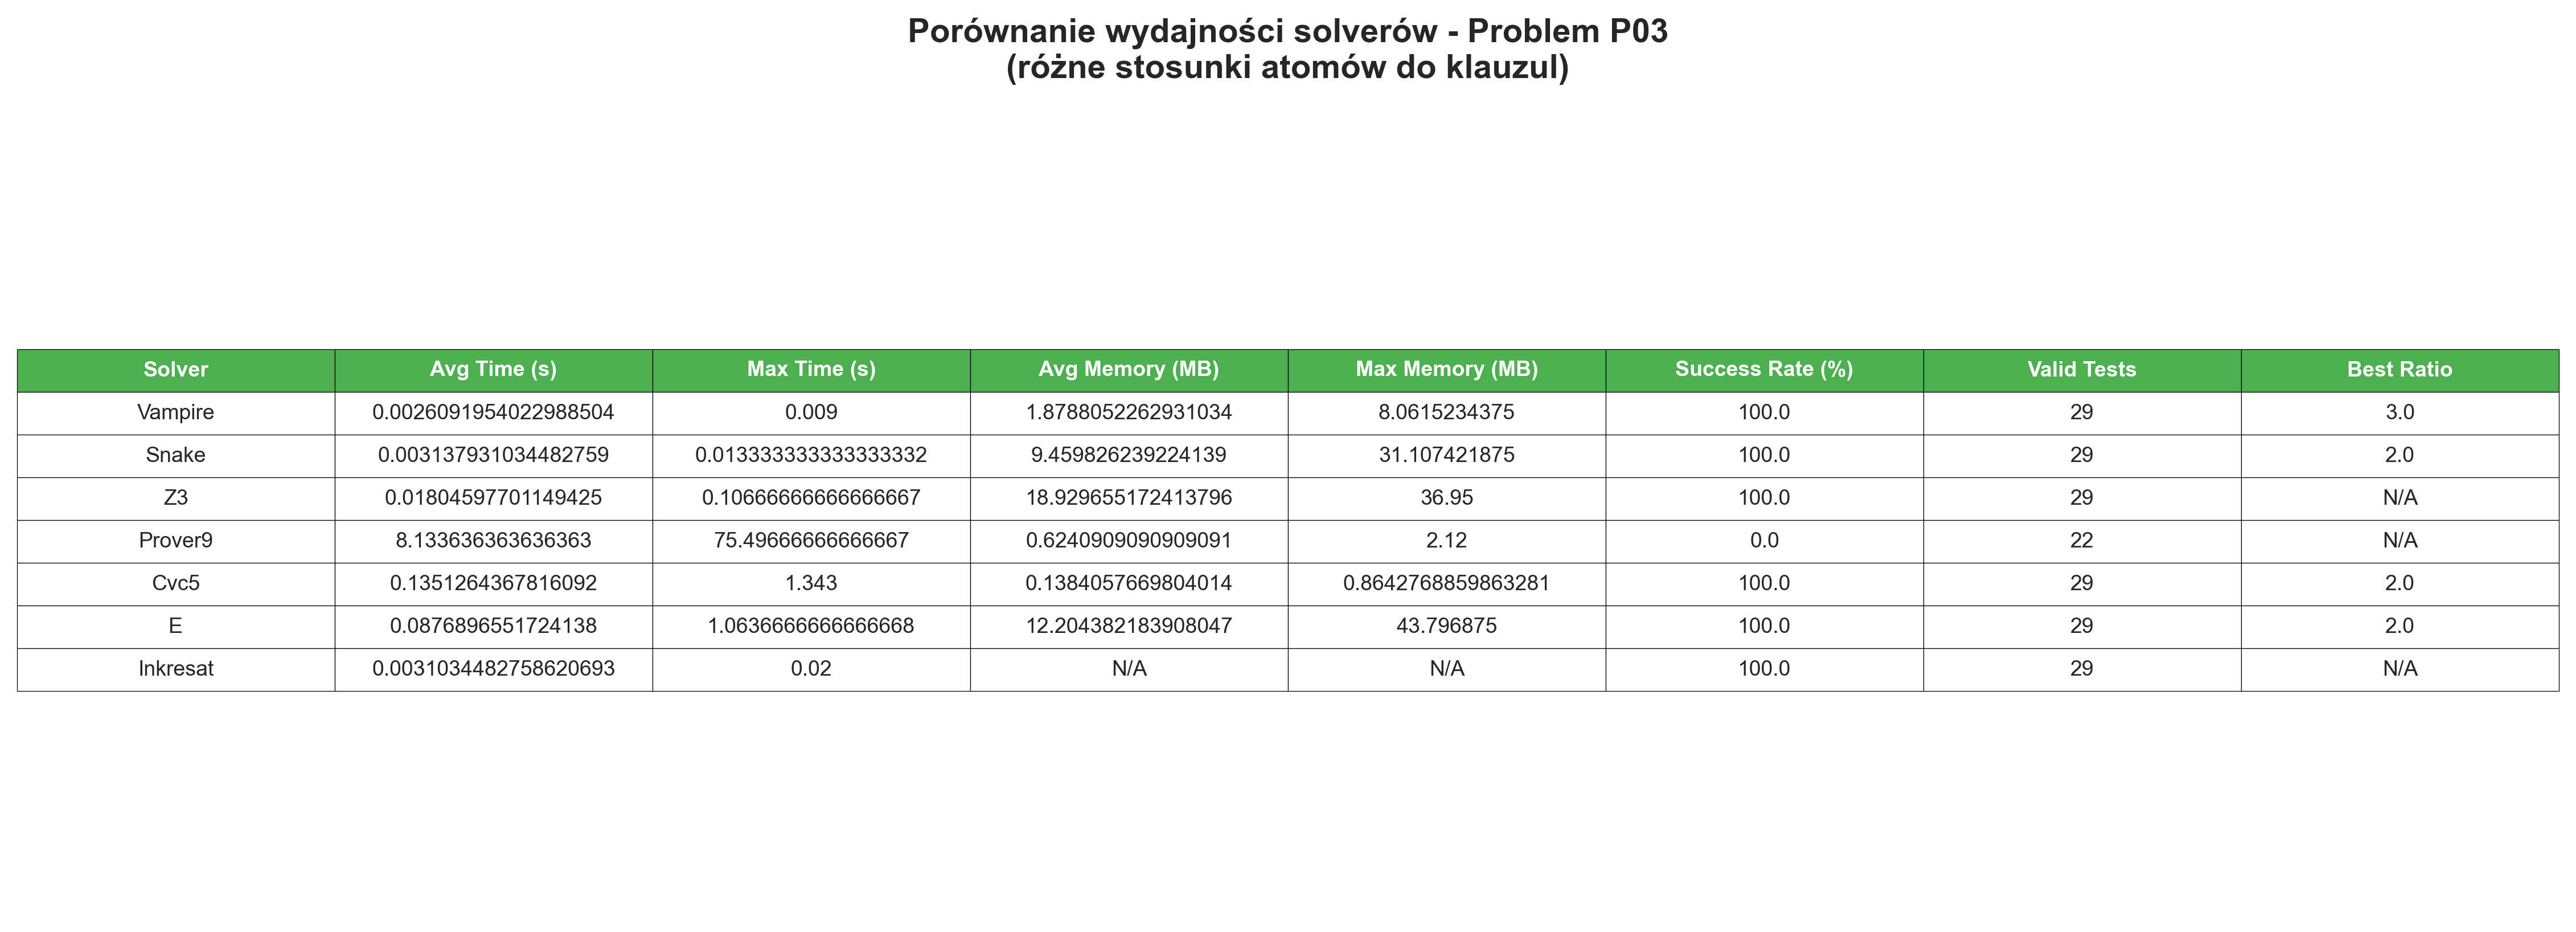 Porównanie wydajności solverów - Problem P03
(różne stosunki atomów do klauzul)
Solver Avg Time (s) Max Time (s) Avg Memory (MB) Max Memory (MB) Success Rate (%) Valid Tests Best Ratio
Vampire 0.0026091954022988504 0.009 1.8788052262931034 8.0615234375 100.0 29 3.0
Snake 0.003137931034482759 0.013333333333333332 9.459826239224139 31.107421875 100.0 29 2.0
Z3 0.01804597701149425 0.10666666666666667 18.929655172413796 36.95 100.0 29 N/A
Prover9 8.133636363636363 75.49666666666667 0.6240909090909091 2.12 0.0 22 N/A
Cvc5 0.1351264367816092 1.343 0.1384057669804014 0.8642768859863281 100.0 29 2.0
E 0.0876896551724138 1.0636666666666668 12.204382183908047 43.796875 100.0 29 2.0
Inkresat 0.0031034482758620693 0.02 N/A N/A 100.0 29 N/A